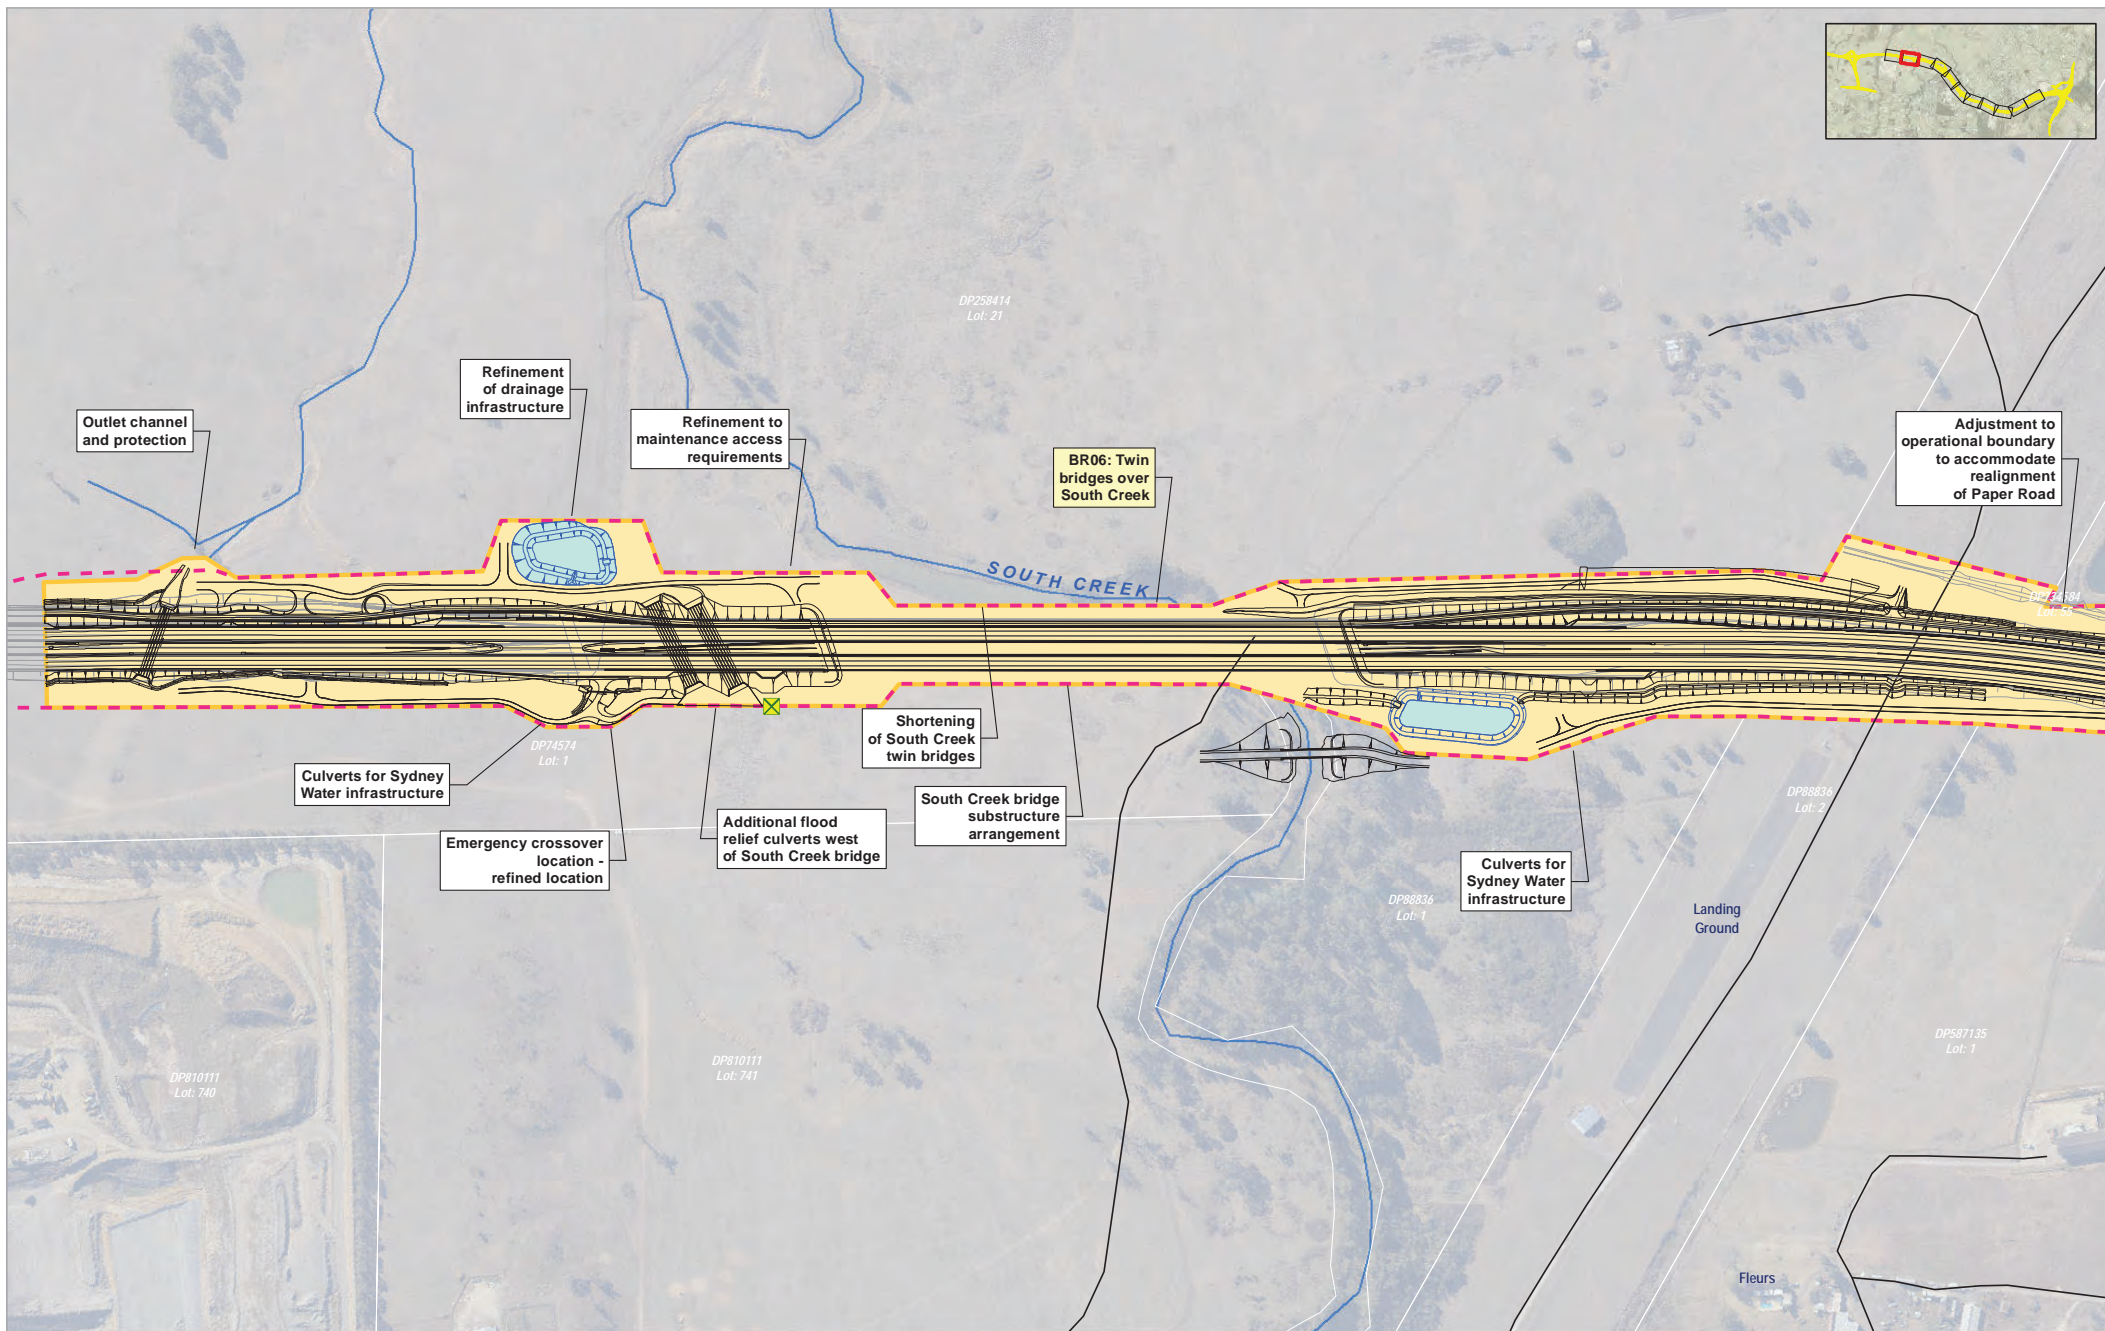 DP258414
Lot: 21
Refinement
of drainage
infrastructure
Outlet channel
and protection
Refinement to
maintenance access
requirements
Adjustment to
operational boundary
to accommodate
realignment
of Paper Road
BR06: Twin
bridges over
South Creek
SOUTH CREEK
DP734584
Lot: 55
DP74574
Lot: 1
Shortening
of South Creek
twin bridges
Culverts for Sydney
Water infrastructure
South Creek bridge
substructure
arrangement
DP88836
Lot: 2
Additional flood
relief culverts west
of South Creek bridge
Emergency crossover
location -
refined location
Culverts for
Sydney Water
infrastructure
DP88836
Lot: 1
Landing
Ground
DP587135
Lot: 1
DP810111
Lot: 741
DP810111
Lot: 740
Fleurs